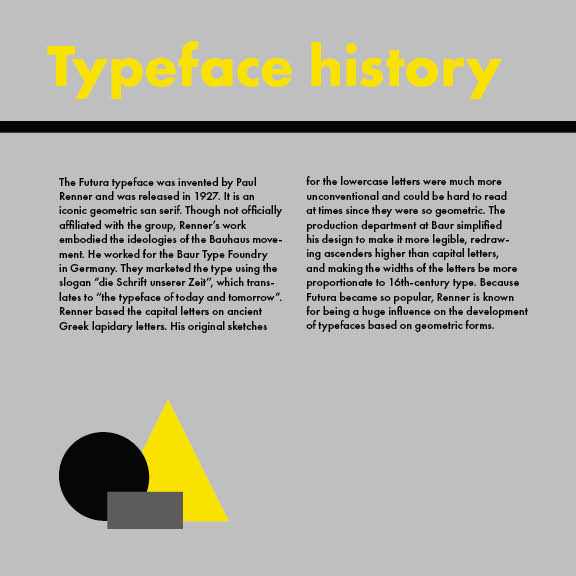 Typeface history
The Futura typeface was invented by Paul
Renner and was released in 1927. It is an
iconic geometric san serif. Though not officially
affiliated with the group, Renner's work
embodied the ideologies of the Bauhaus move-
ment. He worked for the Baur Type Foundry
in Germany. They marketed the type using the
slogan "die Schrift unserer Zeit", which trans-
lates to "the typeface of today and tomorrow".
Renner based the capital letters on ancient
Greek lapidary letters. His original sketches
for the lowercase letters were much more
unconventional and could be hard to read
at times since they were so geometric. The
production department at Baur simplified
his design to make it more legible, redraw-
ing ascenders higher than capital letters,
and making the widths of the letters be more
proportionate to 16th-century type. Because
Futura became so popular, Renner is known
for being a huge influence on the development
of typefaces based on geometric forms.